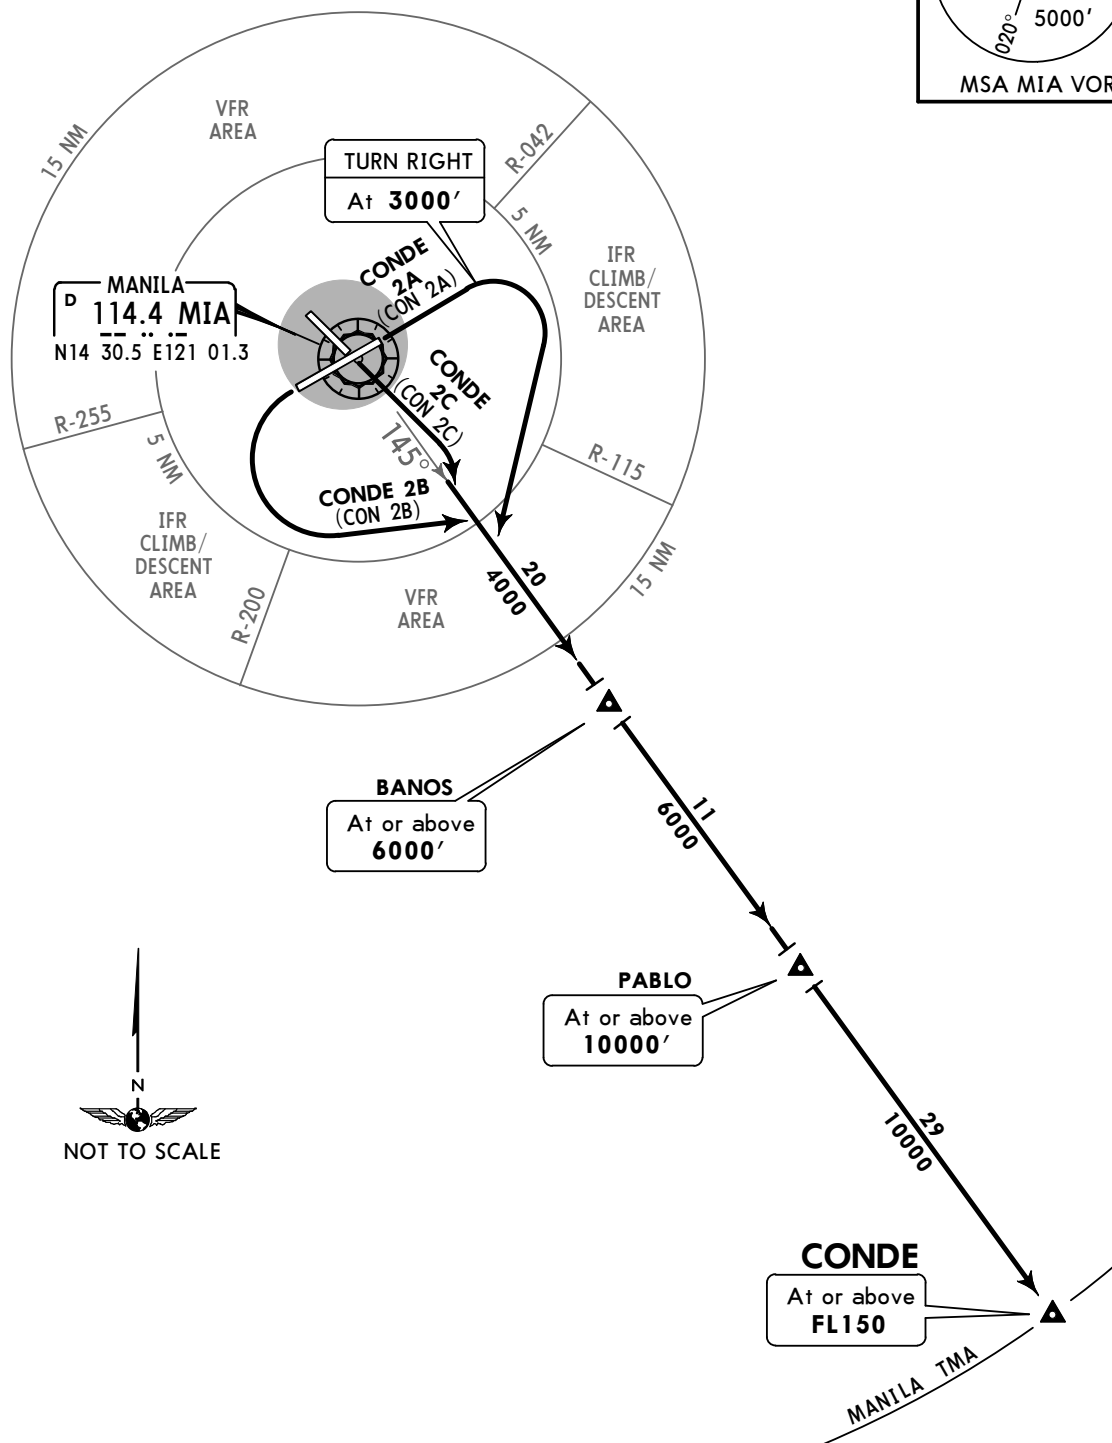 020°
5000'
MSA MIA VOR
VFR
AREA
15 NM
TURN RIGHT
At 3000'
R-042
5 NM
IFR
CLIMB/
DESCENT
AREA
CONDE
2A
(CON 2A)
MANILA
D 114.4 MIA
N14 30.5 E121 01.3
CONDE
2C
(CON 2C)
145°
R-255
5 NM
R-115
CONDE 2B
(CON 2B)
IFR
CLIMB/
DESCENT
AREA
R-200
VFR
AREA
15 NM
20
4000
BANOS
At or above
6000'
11
6000
PABLO
At or above
10000'
N
NOT TO SCALE
29
10000
CONDE
At or above
FL150
MANILA TMA